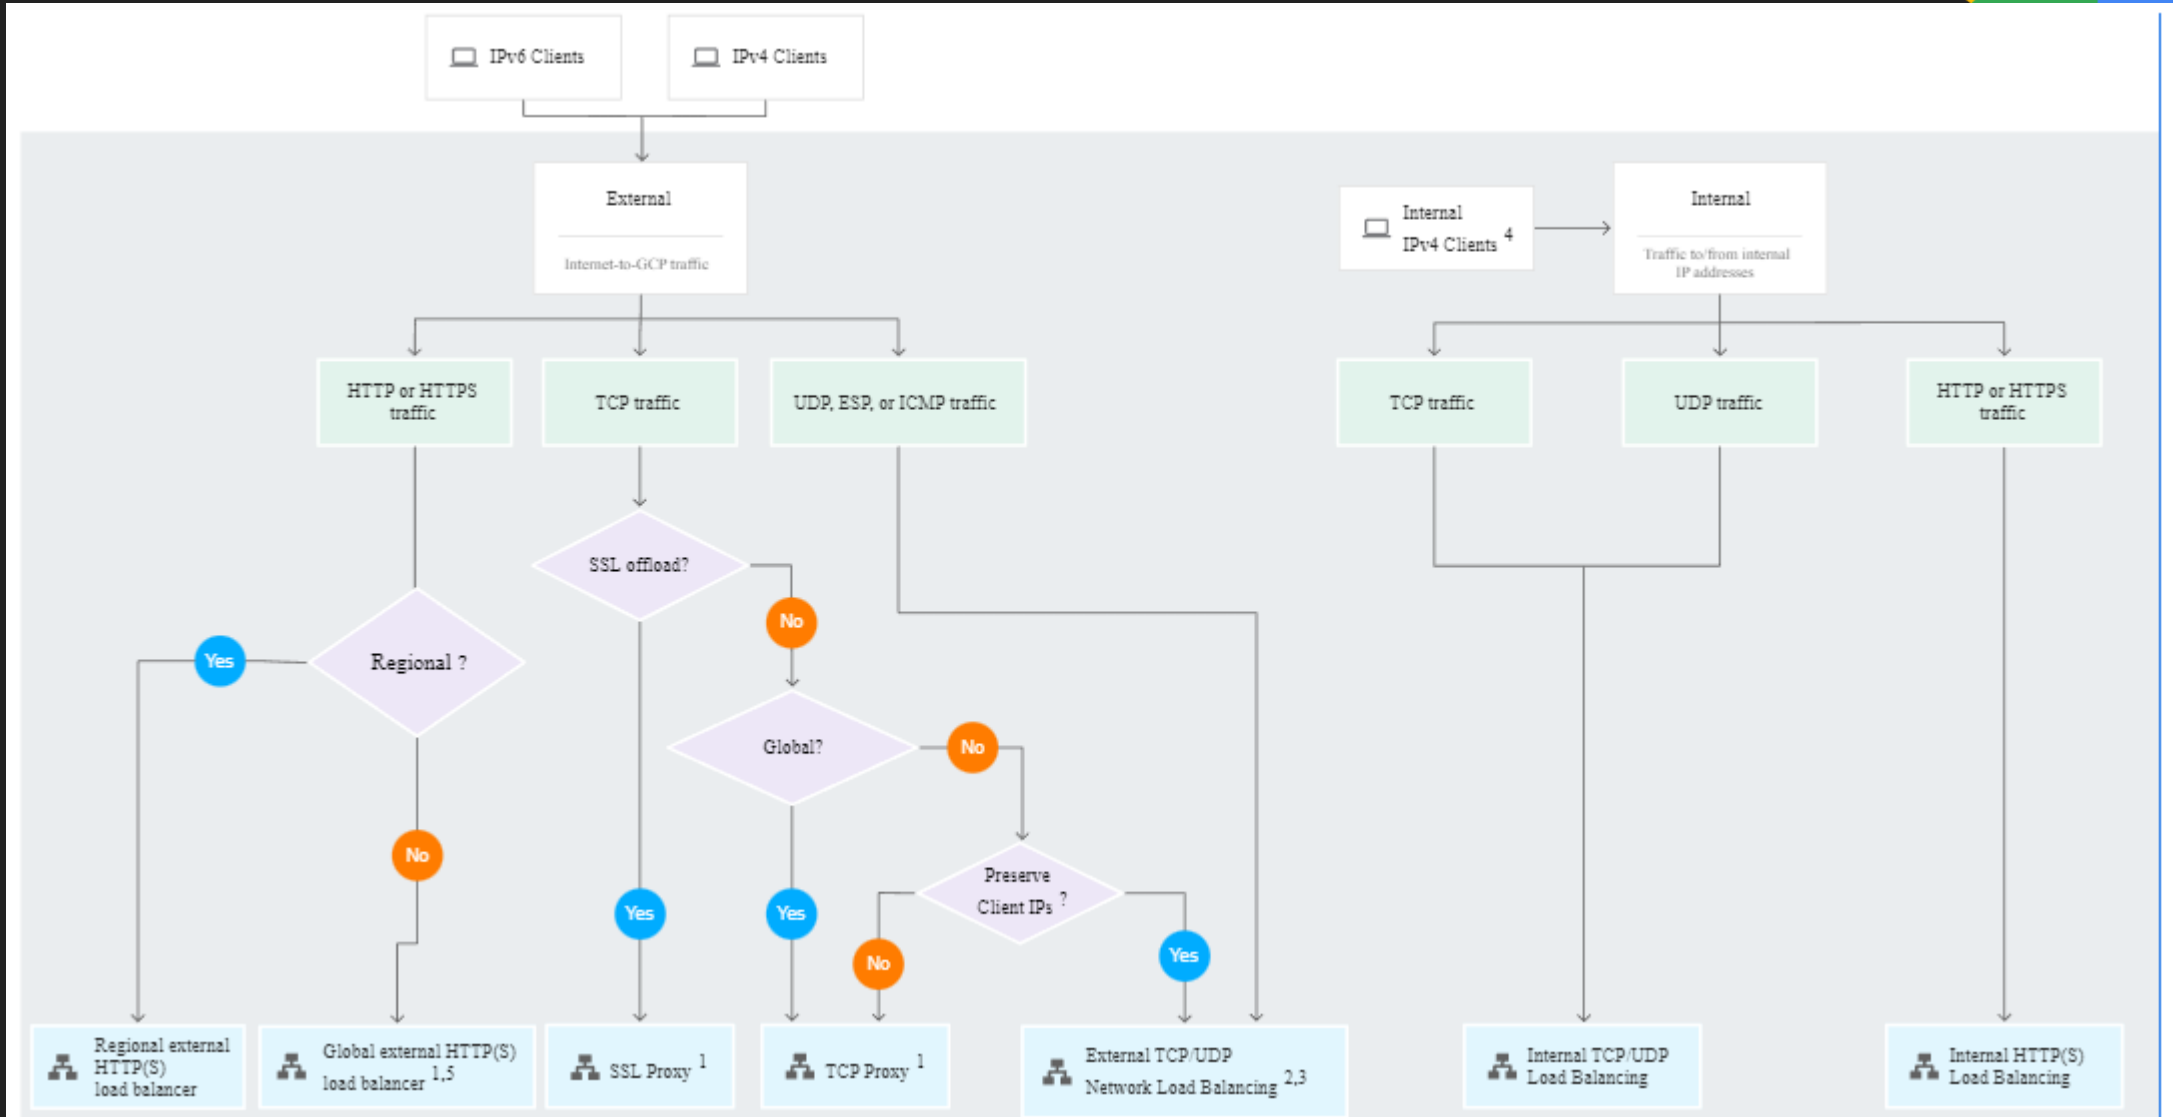 IPv6 Clients
IPv4 Clients
External
Internet-to-GCP traffic
Internal
IPv4 Clients 4
Internal
Traffic to/from internal
IP addresses
HTTP or HTTPS
traffic
TCP traffic
UDP, ESP, or ICMP traffic
TCP traffic
UDP traffic
HTTP or HTTPS
traffic
SSL offload?
No
Yes
Regional ?
Global?
No
No
Preserve
Client IPs ?
Yes
Yes
No
Yes
Regional external
HTTP(S)
load balancer
Global external HTTP(S)
load balancer 1,5
SSL Proxy 1
TCP Proxy 1
External TCP/UDP
Network Load Balancing 2,3
Internal TCP/UDP
Load Balancing
Internal HTTP(S)
Load Balancing